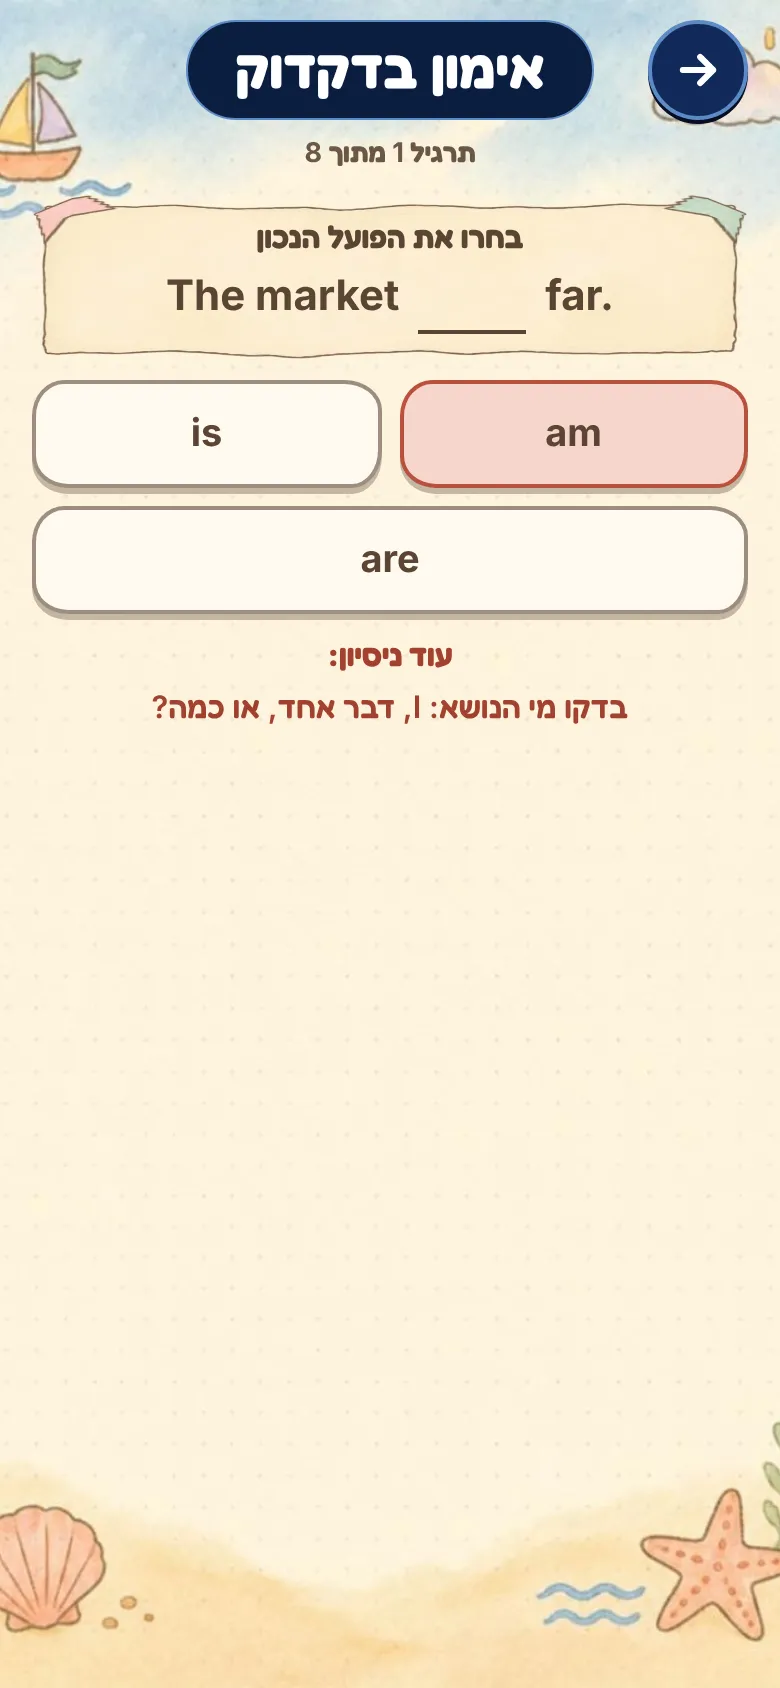 אימון בדקדוק
תרגיל 1 מתוך 8
בחרו את הפועל הנכון
The market ____ far.
is
am
are
עוד ניסיון:
בדקו מי הנושא: I, דבר אחד, או כמה?